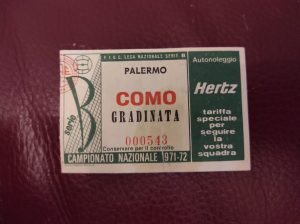 F.I.G.C. LEGA NAZIONALE SERIE B
PALERMO
COMO
GRADINATA
000543
Conservare per il controllo
serie B
CAMPIONATO NAZIONALE 1971-72
Autonoleggio
Hertz
tariffa
speciale per
seguire
la
vostra
squadra